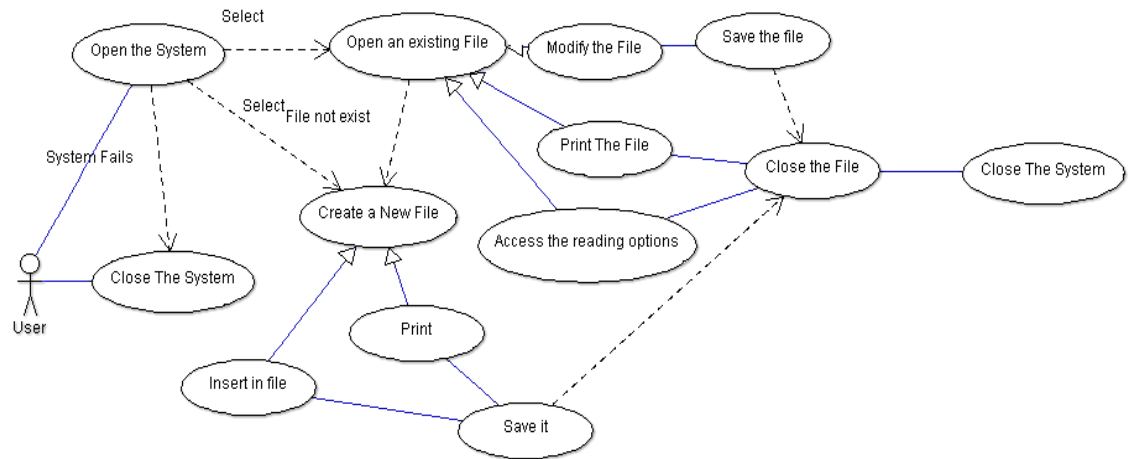 Select
Open the System
Open an existing File
Modify the File
Save the file
Select
File not exist
Print The File
System Fails
Close the File
Close The System
Create a New File
Access the reading options
Close The System
User
Print
Insert in file
Save it